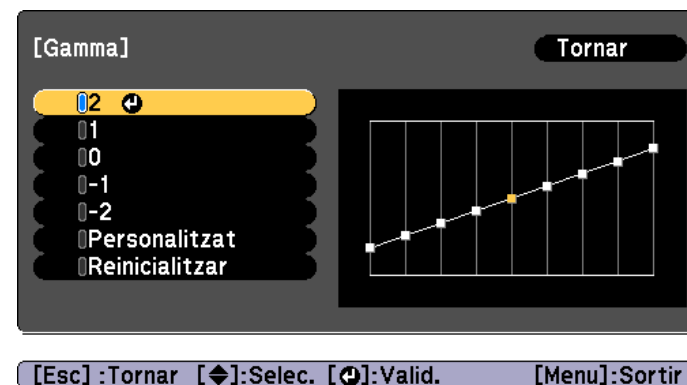 [Gamma] Tornar
2
1
0
-1
-2
Personalitzat
Reinicialitzar
[Esc] :Tornar [◆]:Selec. [↵]:Valid. [Menu]:Sortir